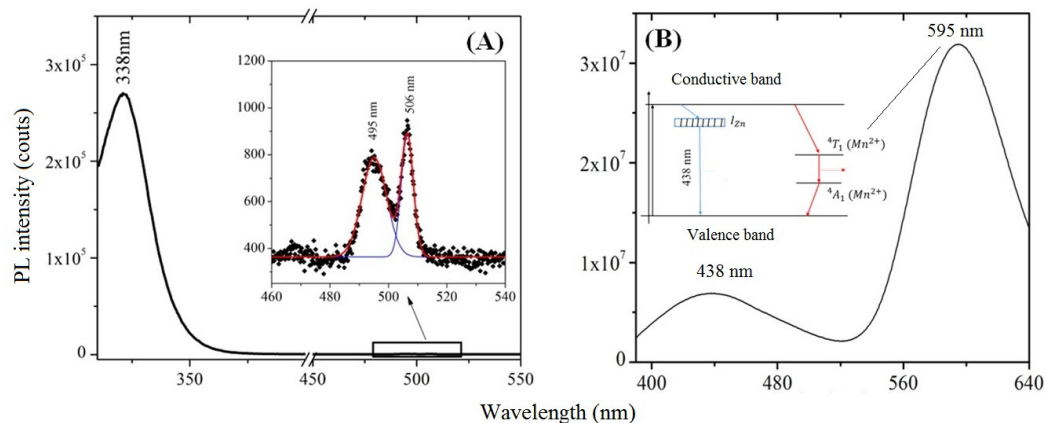 PL intensity (couts)
3x10⁵
2x10⁵
1x10⁵
0
338nm
(A)
1200
1000
800
600
400
495 nm
506 nm
460 480 500 520 540
350 450 500 550
3x10⁷
2x10⁷
1x10⁷
0
(B)
595 nm
Conductive band
I_Zn
438 nm
⁴T₁ (Mn²⁺)
⁴A₁ (Mn²⁺)
Valence band
438 nm
400 480 560 640
Wavelength (nm)